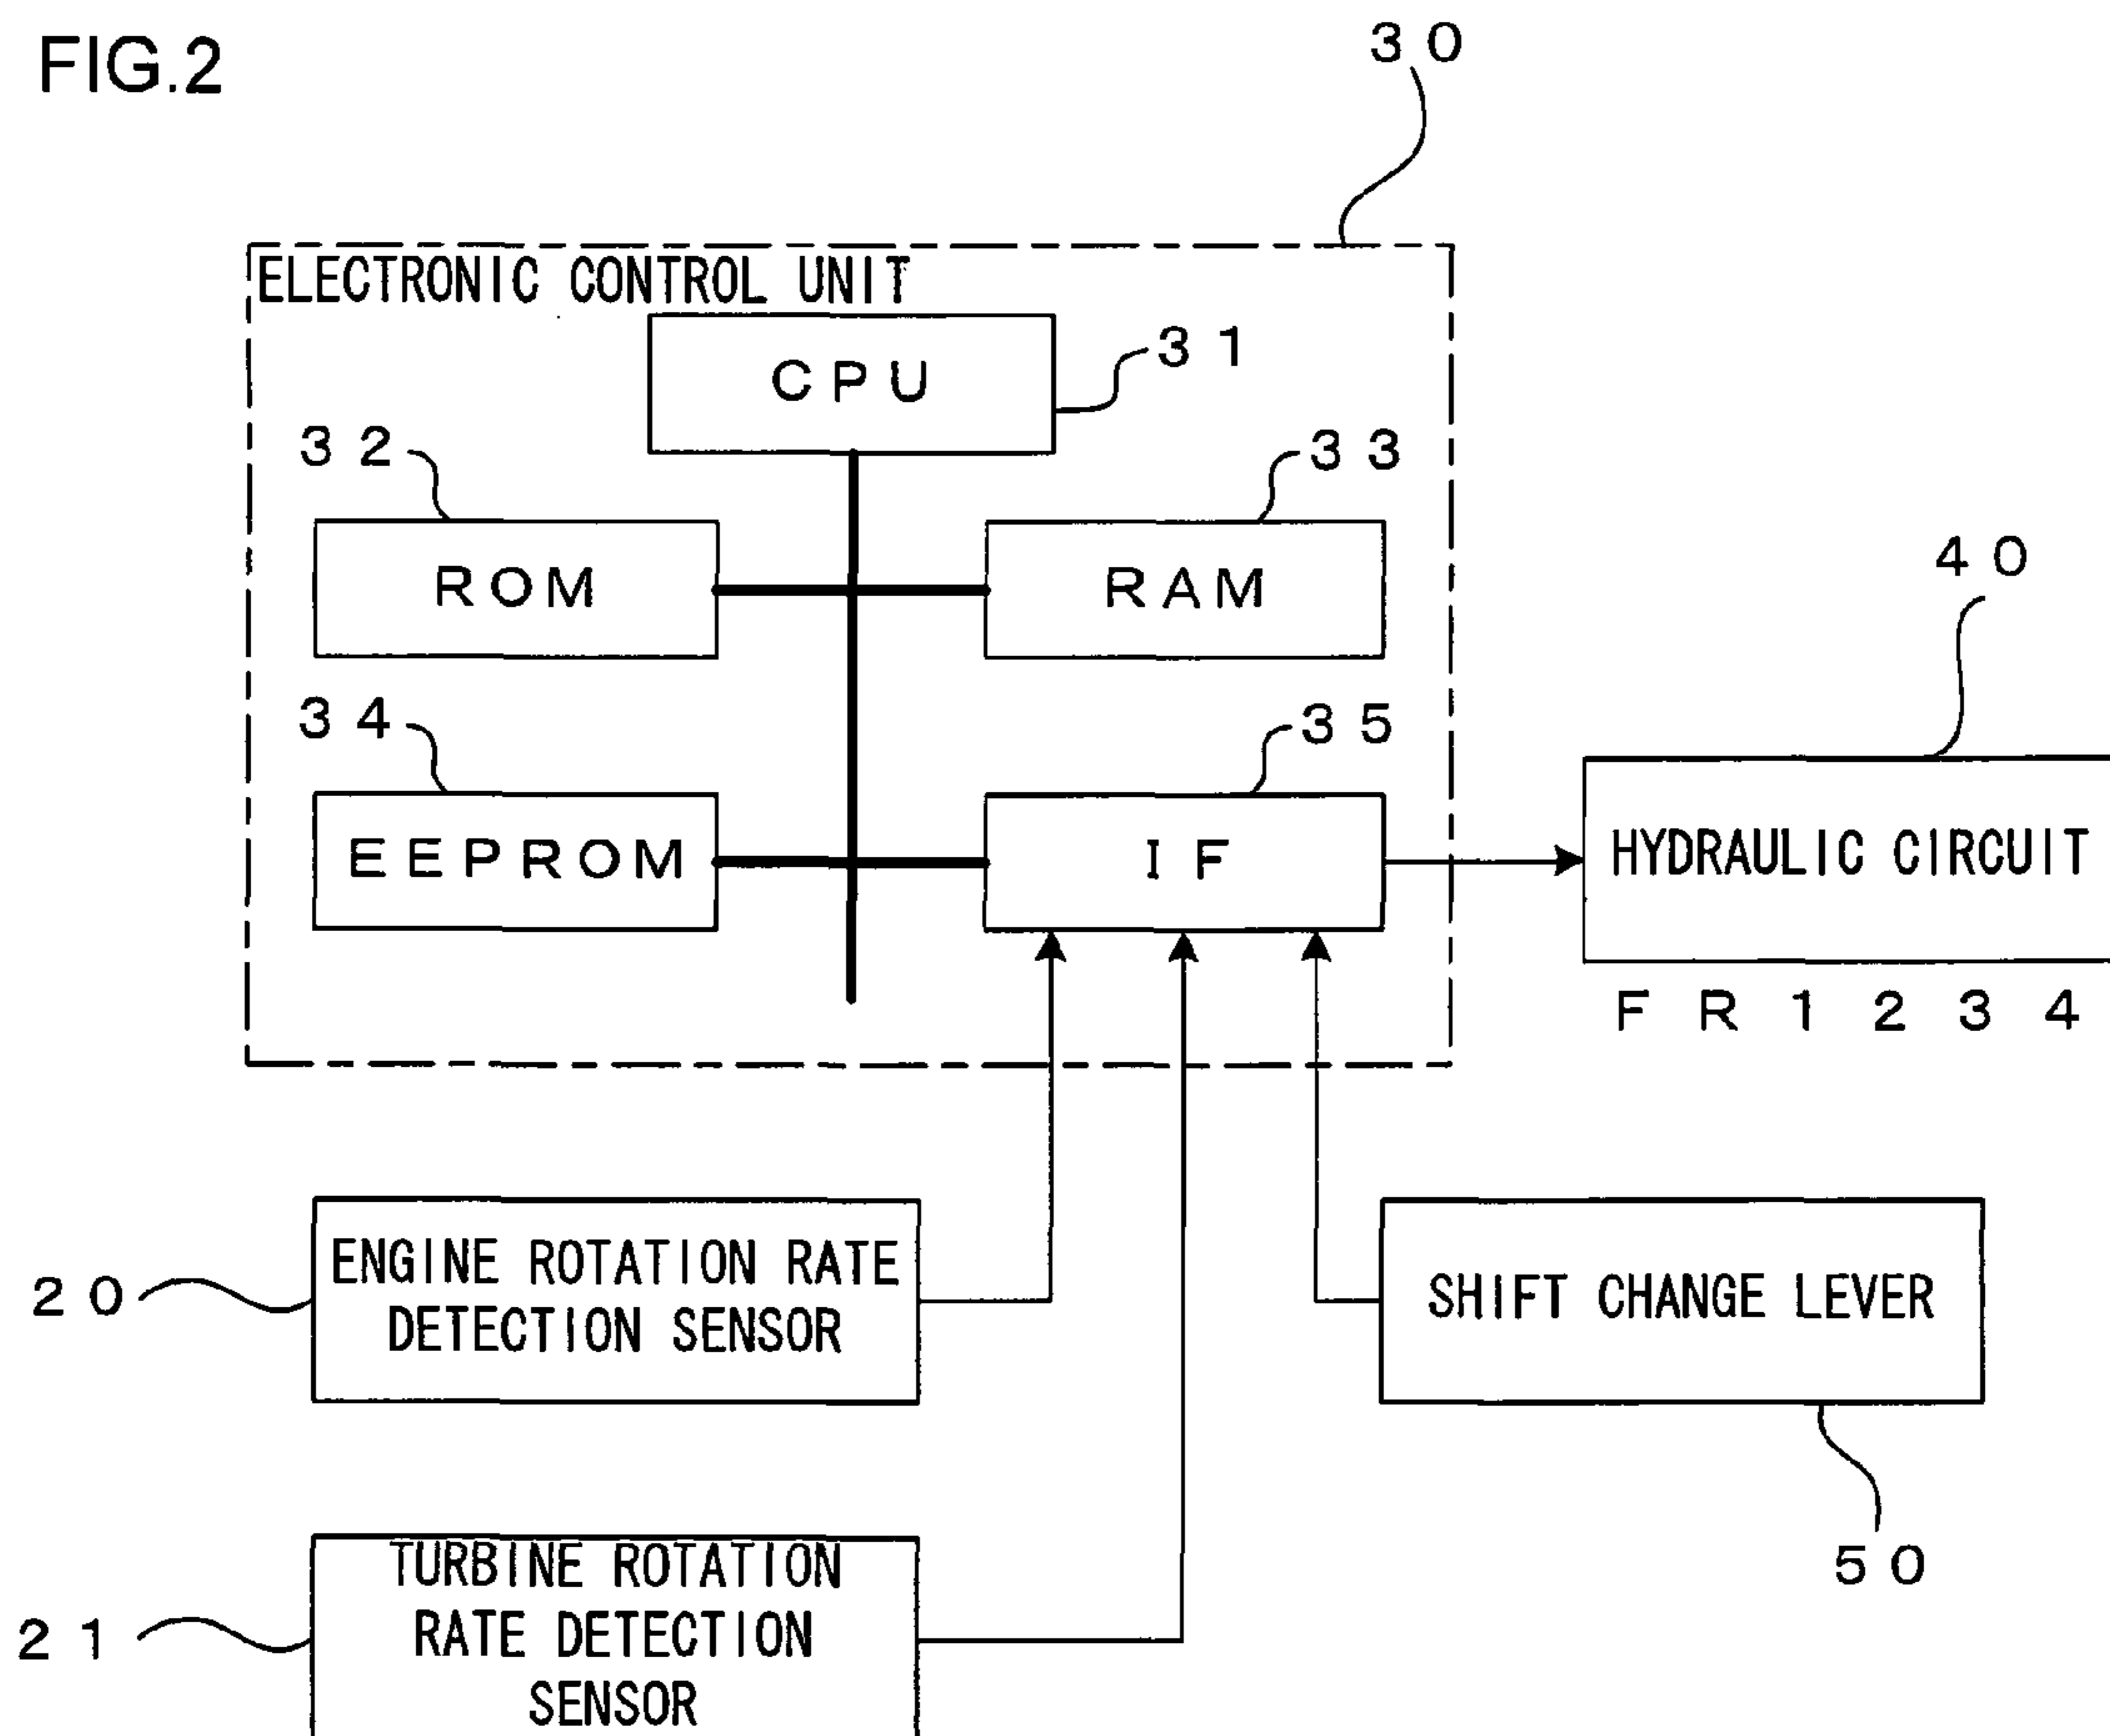 FIG.2
30
ELECTRONIC CONTROL UNIT
CPU
31
32
33
ROM
RAM
40
34
35
EEPROM
IF
HYDRAULIC CIRCUIT
F R 1 2 3 4
20
ENGINE ROTATION RATE
DETECTION SENSOR
SHIFT CHANGE LEVER
50
21
TURBINE ROTATION
RATE DETECTION
SENSOR